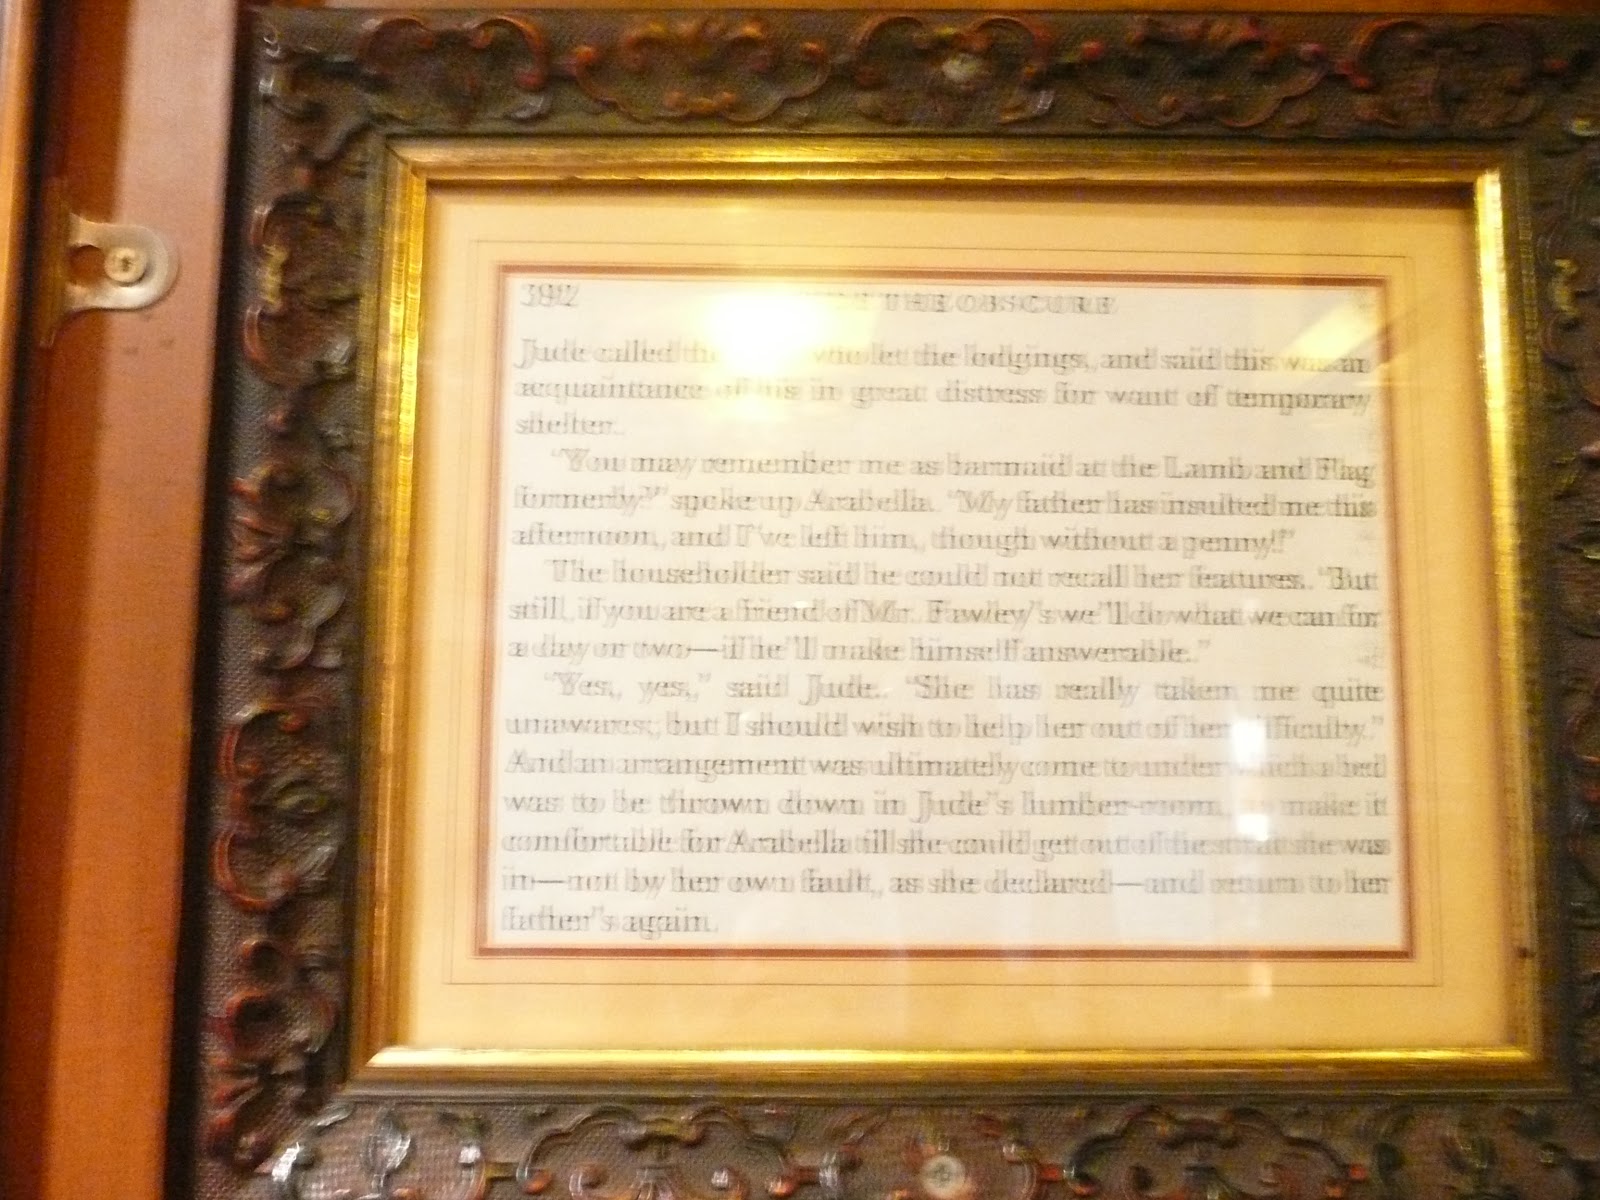 392 THE OBSCURE
Jude called the who let the lodgings, and said this was an
acquaintance of his in great distress for want of temporary
shelter.
"You may remember me as barmaid at the Lamb and Flag
formerly?" spoke up Arabella. "My father has insulted me this
afternoon, and I've left him, though without a penny!"
The householder said he could not recall her features. "But
still, if you are a friend of Mr. Fawley's we'll do what we can for
a day or two—if he'll make himself answerable."
"Yes, yes," said Jude. "She has really taken me quite
unawares; but I should wish to help her out of her difficulty."
And an arrangement was ultimately come to under which a bed
was to be thrown down in Jude's lumber-room, to make it
comfortable for Arabella till she could get out of the strait she was
in—not by her own fault, as she declared—and return to her
father's again.